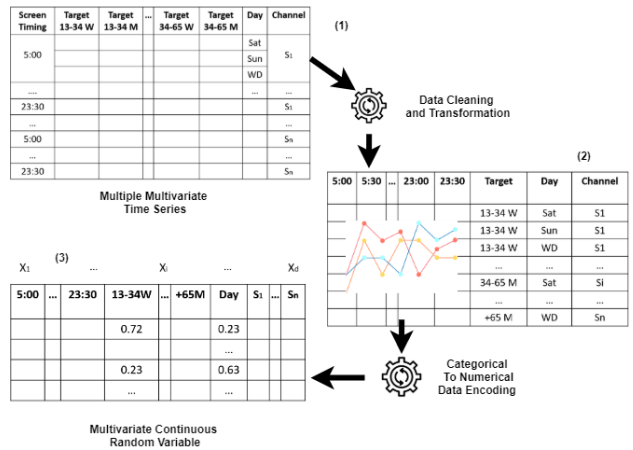 Screen Timing Target 13-34 W Target 13-34 M ... Target 34-65 W Target 34-65 M Day Channel
5:00 Sat S1
Sun
WD
.... ... ...
23:30 S1
... ...
5:00 Sn
... ...
23:30 Sn
Multiple Multivariate
Time Series
(1)
Data Cleaning
and Transformation
(2)
5:00 5:30 ... 23:00 23:30 Target Day Channel
13-34 W Sat S1
13-34 W Sun S1
13-34 W WD S1
... ... ...
34-65 M Sat Si
... ... ...
+65 M WD Sn
Categorical
To Numerical
Data Encoding
(3)
X1 ... Xi ... Xd
5:00 ... 23:30 13-34W ... +65M Day S1 ... Sn
0.72 0.23
...
0.23 0.63
... ...
Multivariate Continuous
Random Variable